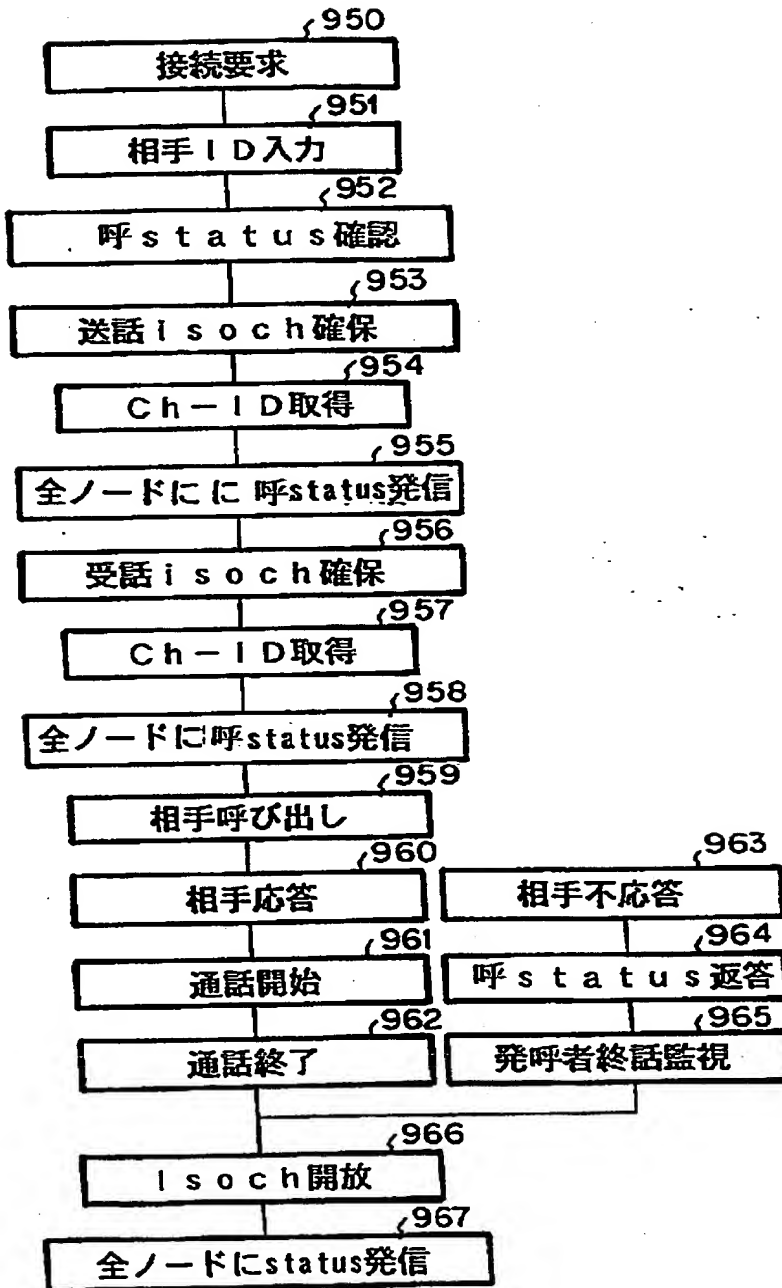 950
接続要求
951
相手ID入力
952
呼status確認
953
送話isoch確保
954
Ch-ID取得
955
全ノードにに呼status発信
956
受話isoch確保
957
Ch-ID取得
958
全ノードに呼status発信
959
相手呼び出し
960
相手応答
961
通話開始
962
通話終了
963
相手不応答
964
呼status返答
965
発呼者終話監視
966
Isoch開放
967
全ノードにstatus発信